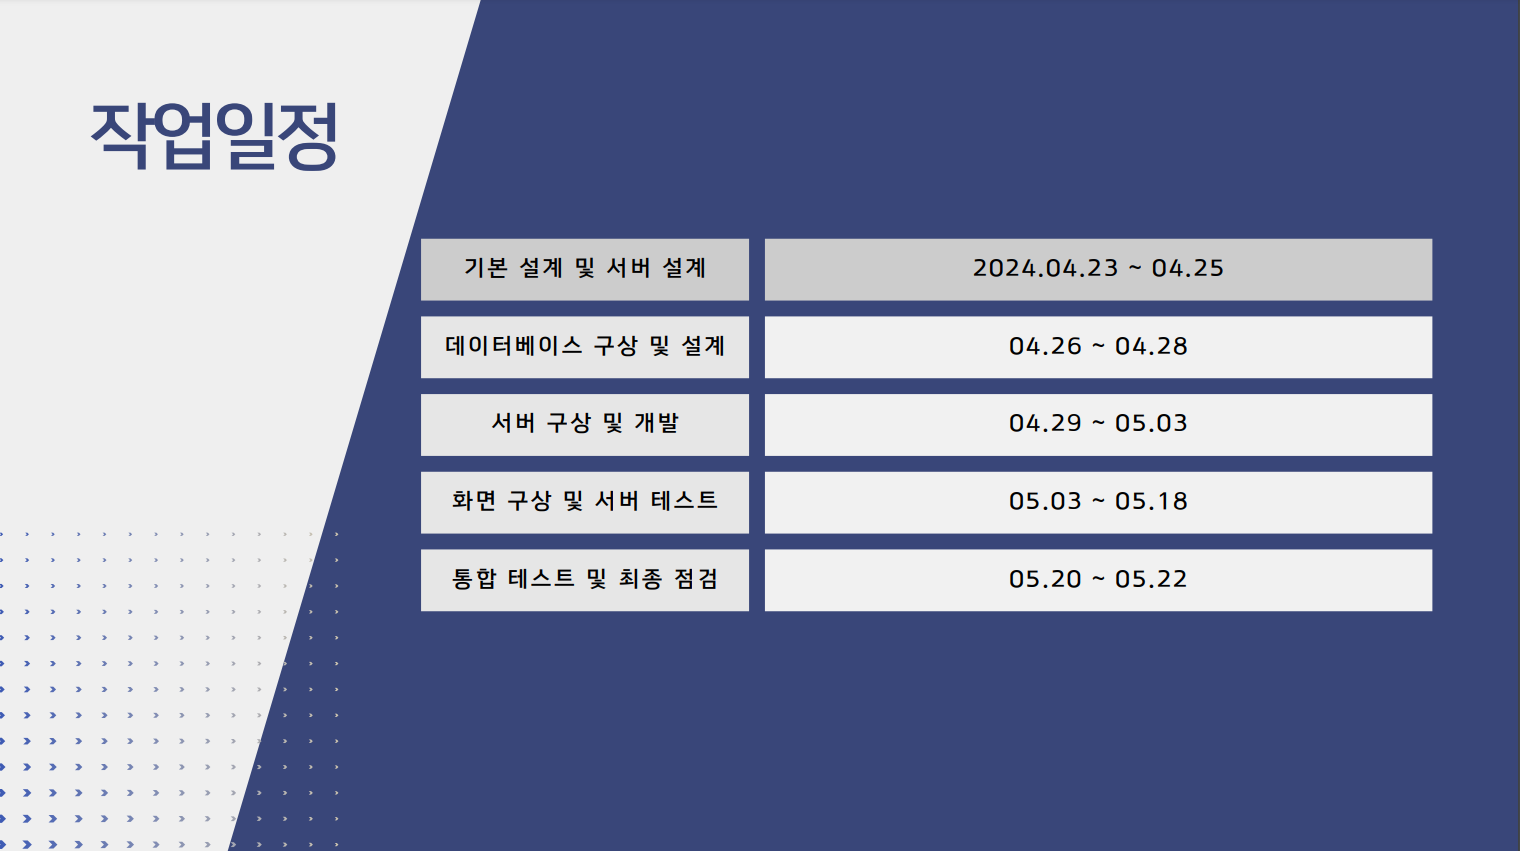 작업일정
기본 설계 및 서버 설계
2024.04.23 ~ 04.25
데이터베이스 구상 및 설계
04.26 ~ 04.28
서버 구상 및 개발
04.29 ~ 05.03
화면 구상 및 서버 테스트
05.03 ~ 05.18
통합 테스트 및 최종 점검
05.20 ~ 05.22